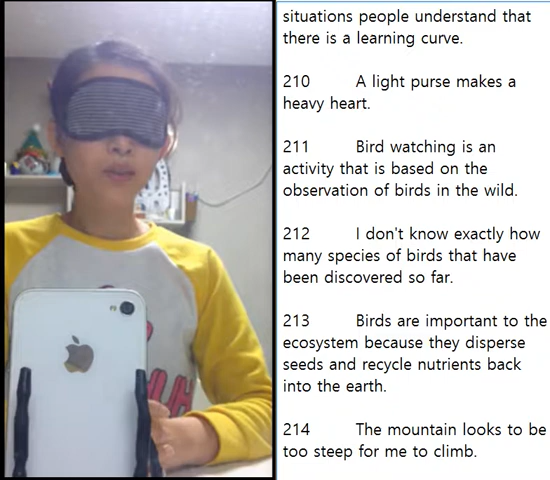 situations people understand that
there is a learning curve.
210 A light purse makes a
heavy heart.
211 Bird watching is an
activity that is based on the
observation of birds in the wild.
212 I don't know exactly how
many species of birds that have
been discovered so far.
213 Birds are important to the
ecosystem because they disperse
seeds and recycle nutrients back
into the earth.
214 The mountain looks to be
too steep for me to climb.